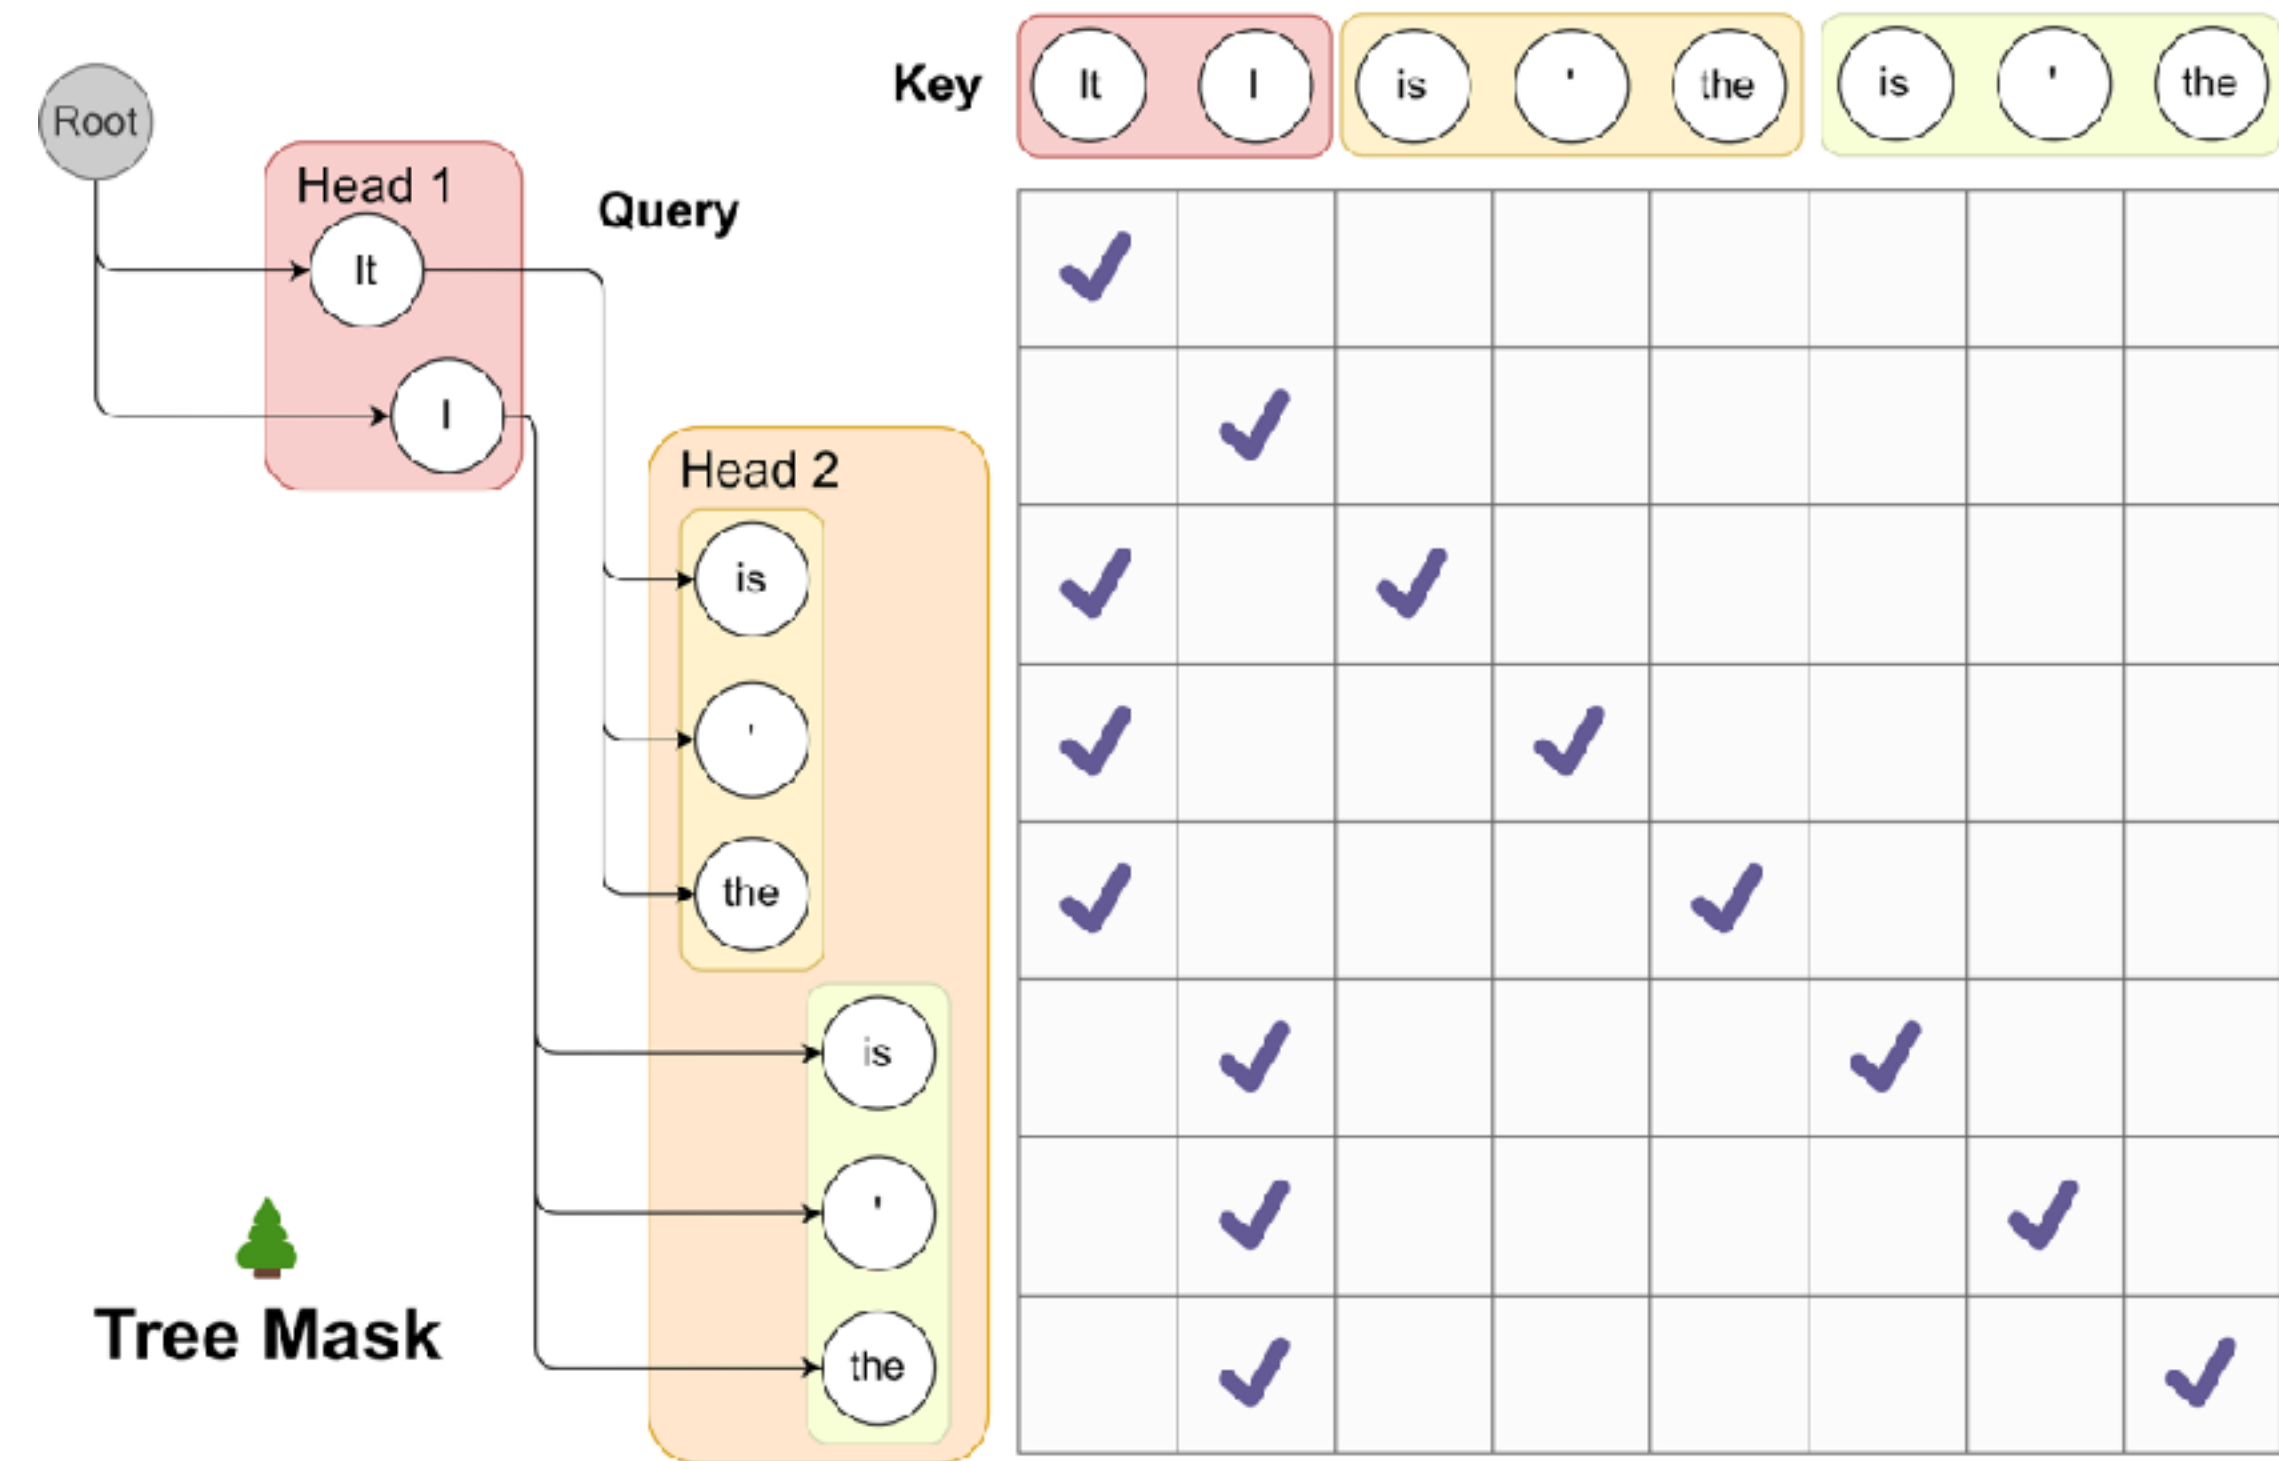 Key It I is ' the is ' the
Root
Head 1
Query
It
I
Head 2
is
'
the
is
'
the
Tree Mask